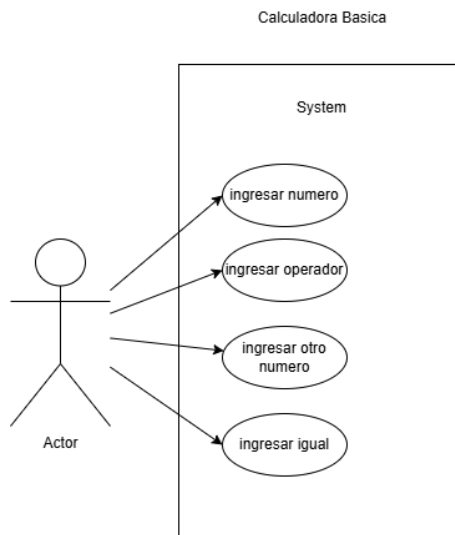 Calculadora Basica
System
ingresar numero
ingresar operador
ingresar otro
numero
ingresar igual
Actor